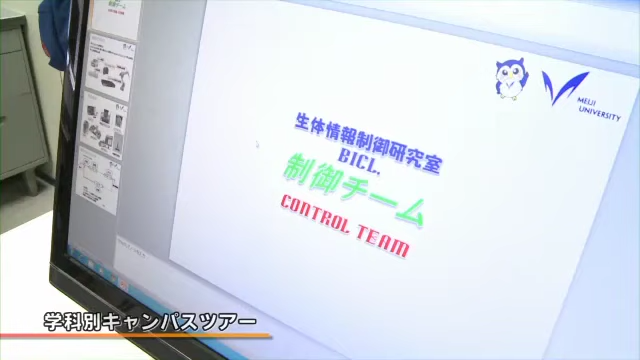 MEIJI
UNIVERSITY
生体情報制御研究室
BICL.
制御チーム
CONTROL TEAM
学科別キャンパスツアー